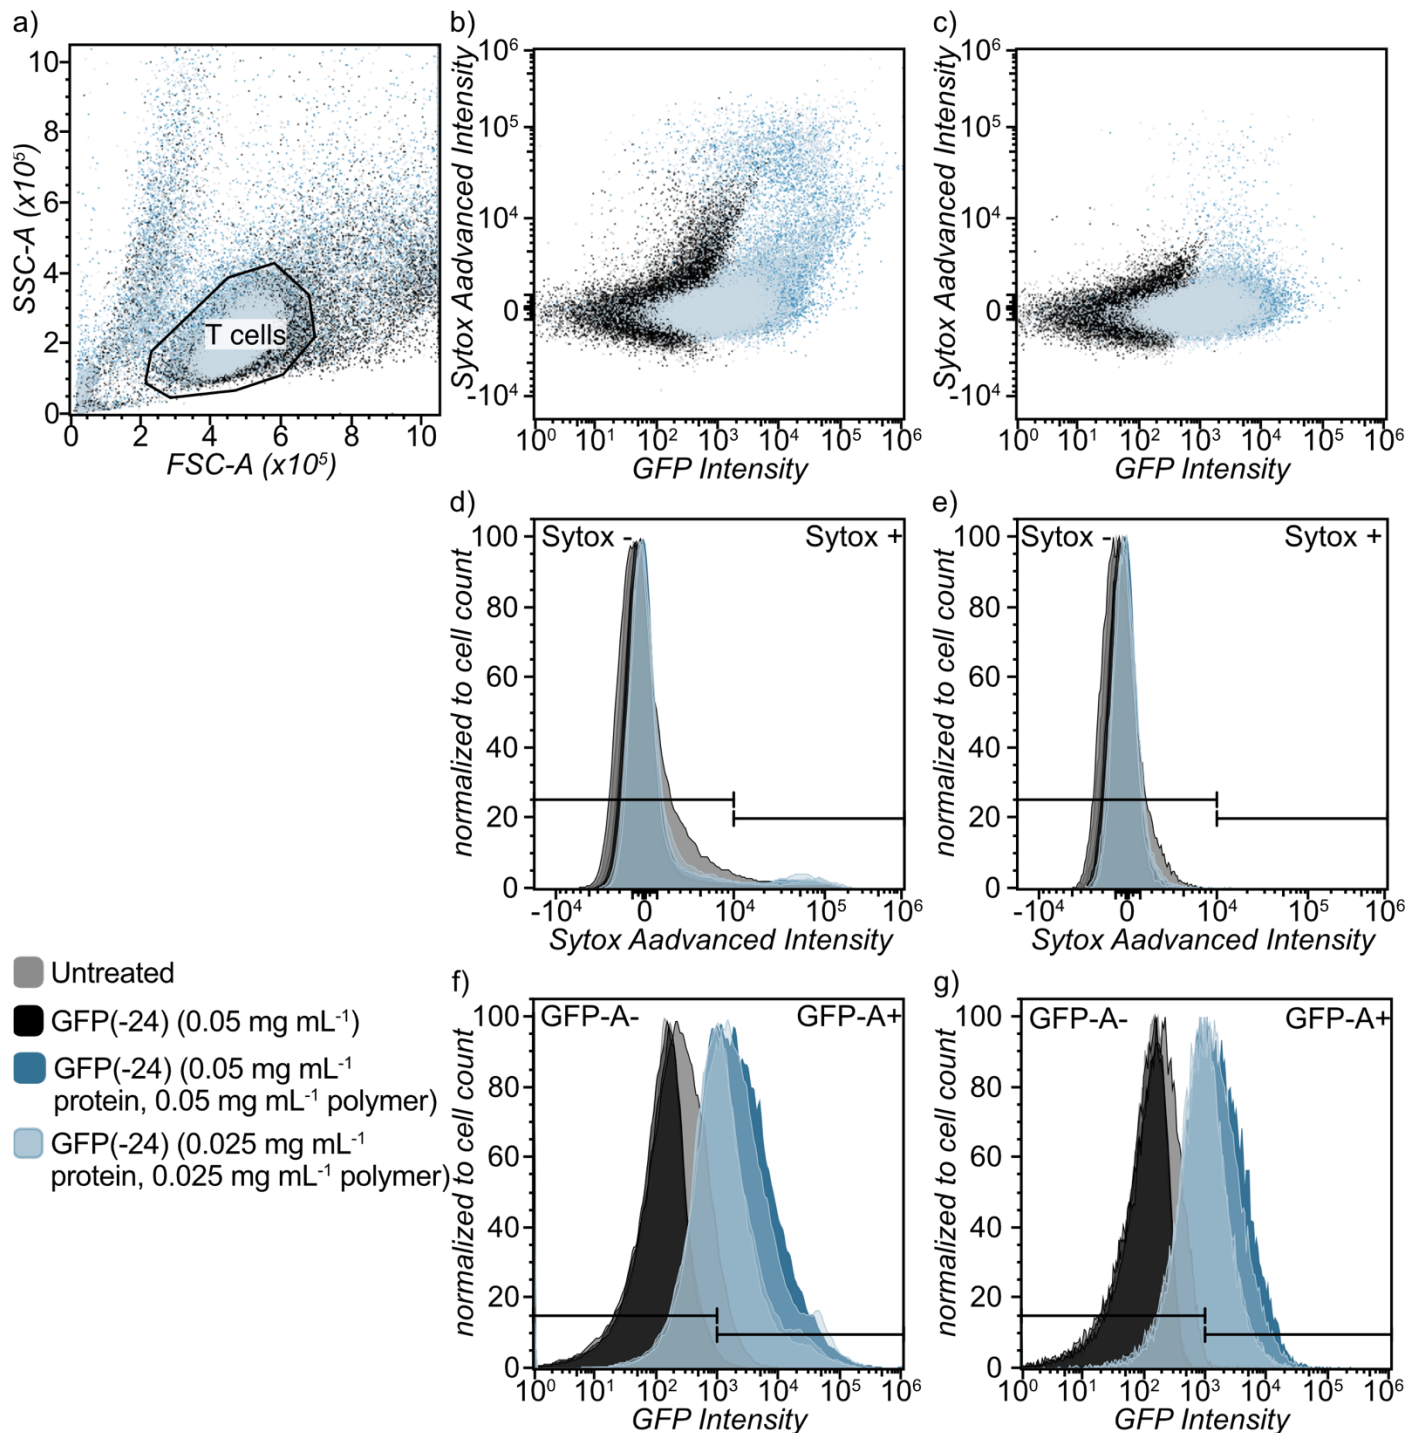 a)
10
8
6
4
2
0
SSC-A (x10⁵)
T cells
0 2 4 6 8 10
FSC-A (x10⁵)
b)
10⁶
10⁵
10⁴
0
-10⁴
Sytox Aadvanced Intensity
10⁰ 10¹ 10² 10³ 10⁴ 10⁵ 10⁶
GFP Intensity
c)
10⁶
10⁵
10⁴
0
-10⁴
Sytox Aadvanced Intensity
10⁰ 10¹ 10² 10³ 10⁴ 10⁵ 10⁶
GFP Intensity
d)
Sytox - Sytox +
100
80
60
40
20
0
normalized to cell count
-10⁴ 0 10⁴ 10⁵ 10⁶
Sytox Aadvanced Intensity
e)
Sytox - Sytox +
100
80
60
40
20
0
normalized to cell count
-10⁴ 0 10⁴ 10⁵ 10⁶
Sytox Aadvanced Intensity
Untreated
GFP(-24) (0.05 mg mL⁻¹)
GFP(-24) (0.05 mg mL⁻¹
protein, 0.05 mg mL⁻¹ polymer)
GFP(-24) (0.025 mg mL⁻¹
protein, 0.025 mg mL⁻¹ polymer)
f)
GFP-A- GFP-A+
100
80
60
40
20
0
normalized to cell count
10⁰ 10¹ 10² 10³ 10⁴ 10⁵ 10⁶
GFP Intensity
g)
GFP-A- GFP-A+
100
80
60
40
20
0
normalized to cell count
10⁰ 10¹ 10² 10³ 10⁴ 10⁵ 10⁶
GFP Intensity